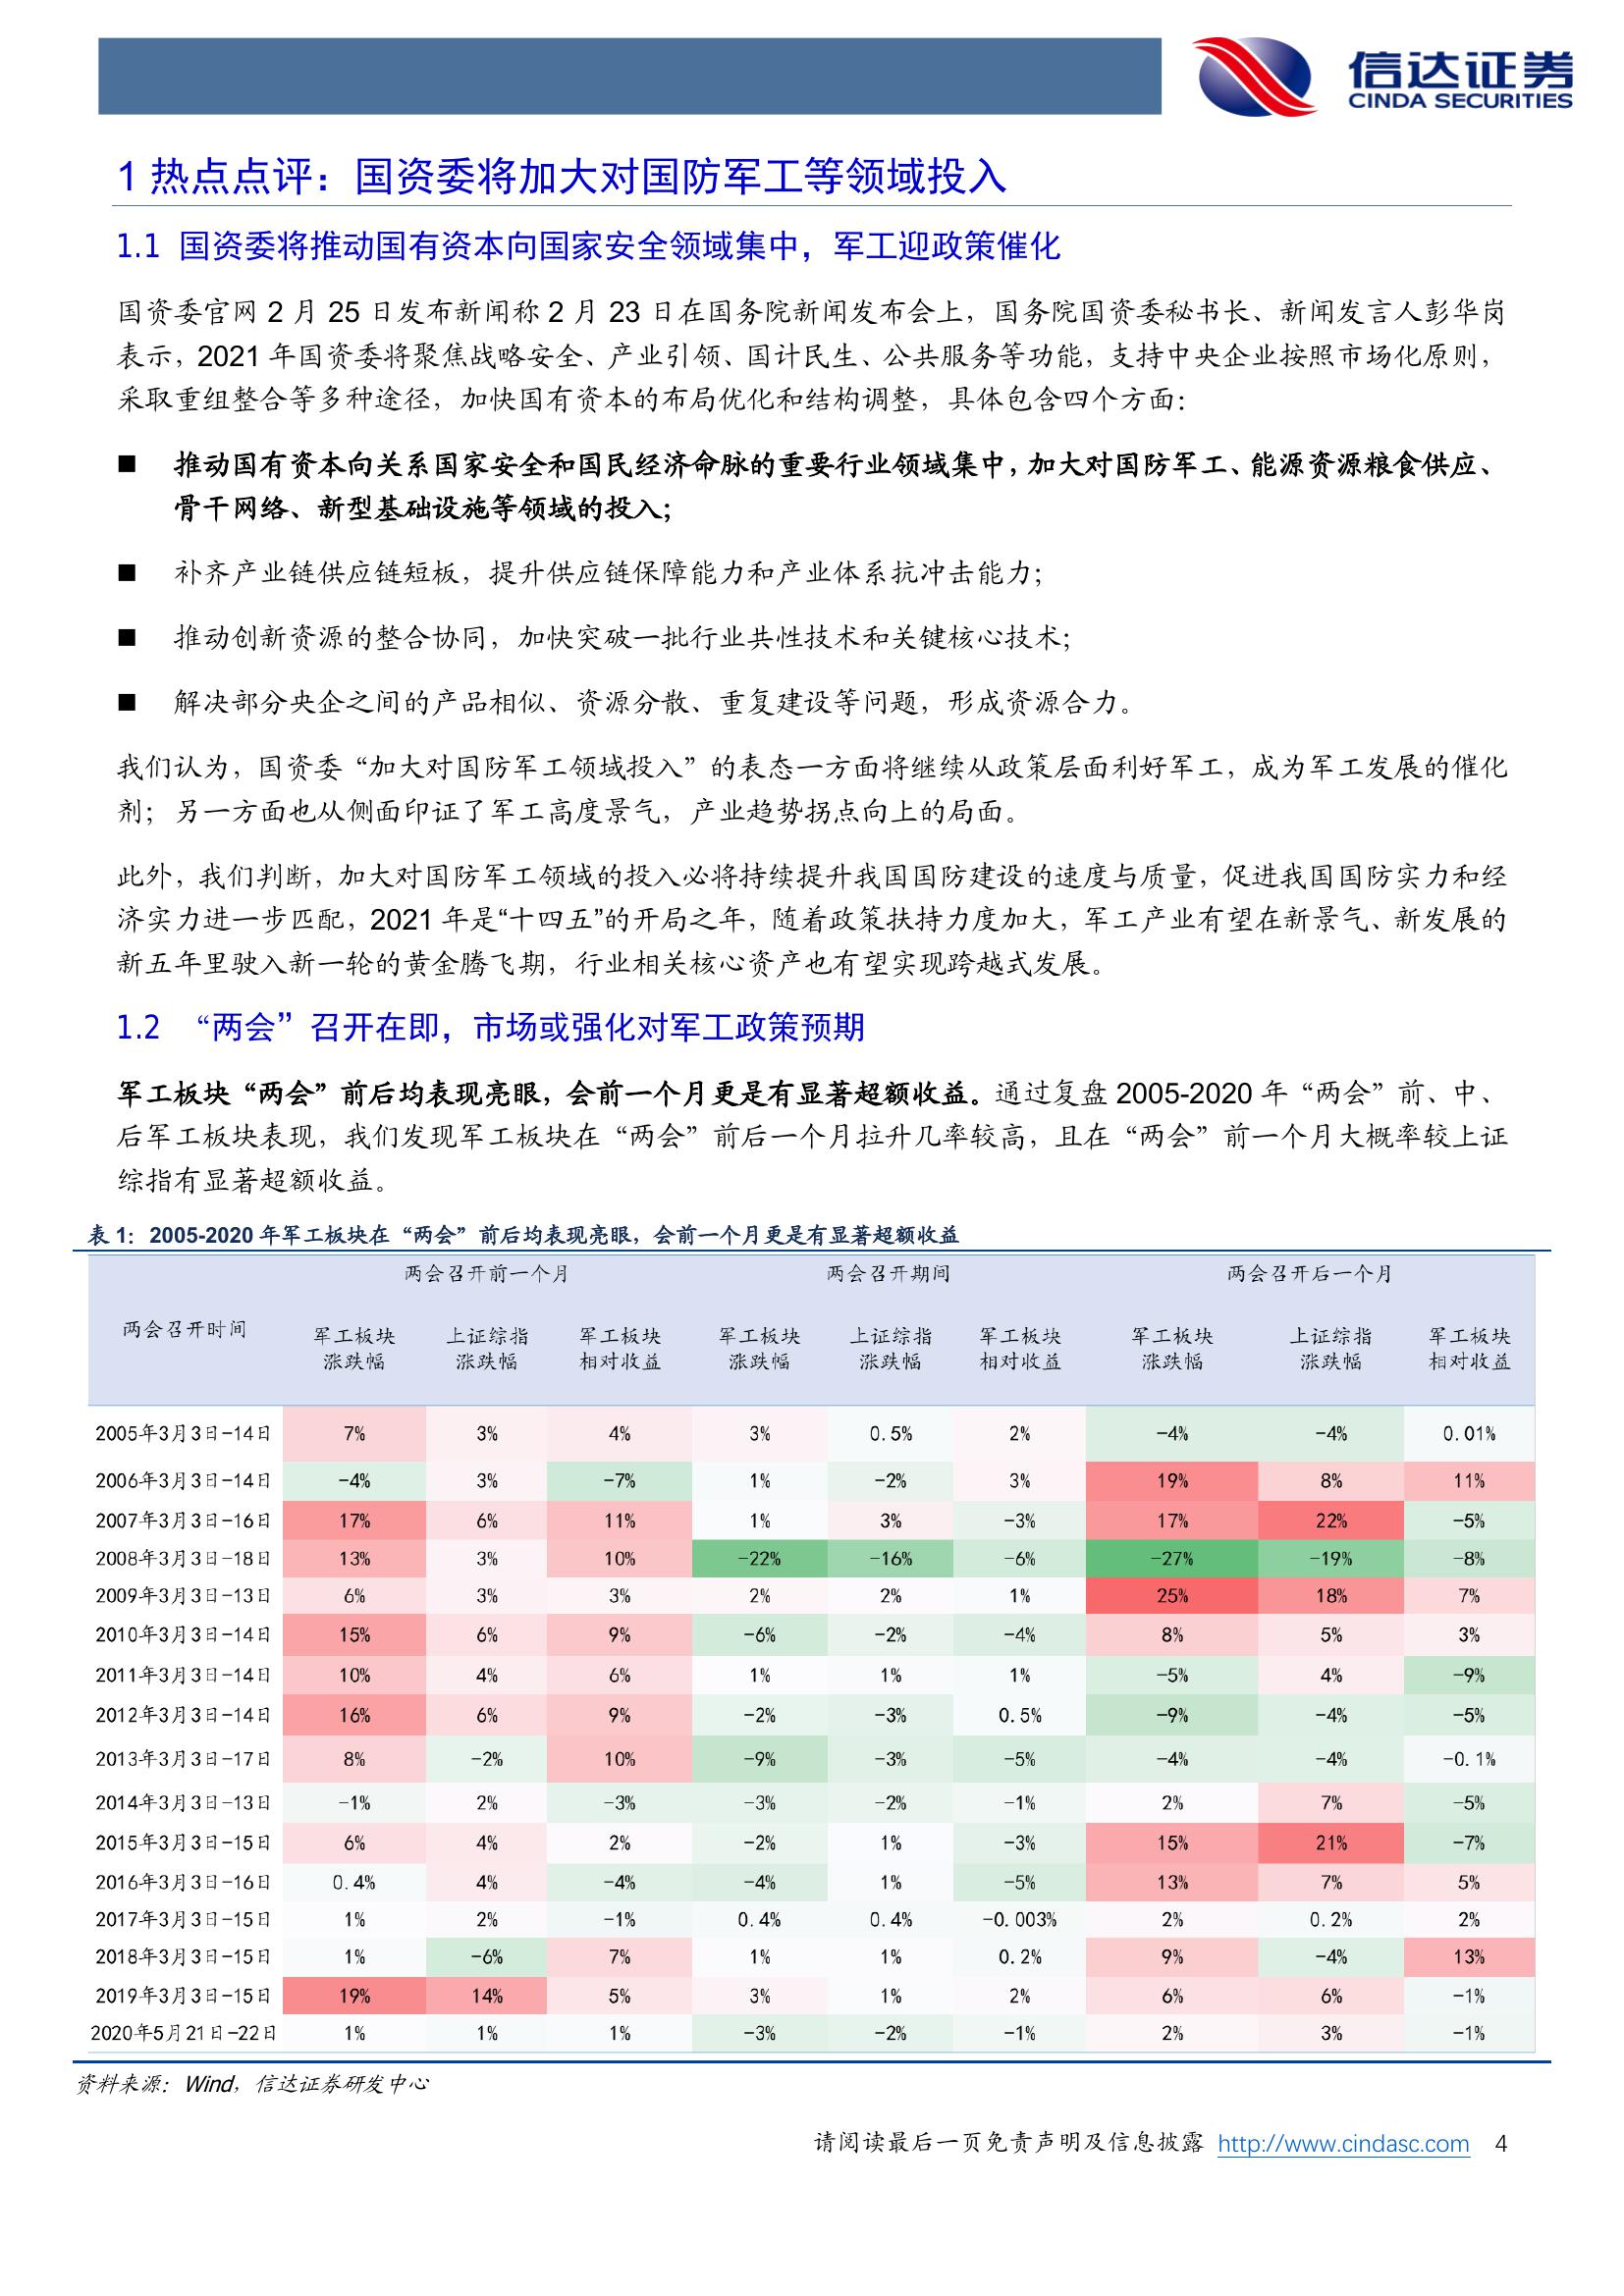 信达证券
CINDA SECURITIES
1 热点点评：国资委将加大对国防军工等领域投入
1.1 国资委将推动国有资本向国家安全领域集中，军工迎政策催化
国资委官网 2 月 25 日发布新闻称 2 月 23 日在国务院新闻发布会上，国务院国资委秘书长、新闻发言人彭华岗
表示，2021 年国资委将聚焦战略安全、产业引领、国计民生、公共服务等功能，支持中央企业按照市场化原则，
采取重组整合等多种途径，加快国有资本的布局优化和结构调整，具体包含四个方面：
■ 推动国有资本向关系国家安全和国民经济命脉的重要行业领域集中，加大对国防军工、能源资源粮食供应、
骨干网络、新型基础设施等领域的投入；
■ 补齐产业链供应链短板，提升供应链保障能力和产业体系抗冲击能力；
■ 推动创新资源的整合协同，加快突破一批行业共性技术和关键核心技术；
■ 解决部分央企之间的产品相似、资源分散、重复建设等问题，形成资源合力。
我们认为，国资委“加大对国防军工领域投入”的表态一方面将继续从政策层面利好军工，成为军工发展的催化
剂；另一方面也从侧面印证了军工高度景气，产业趋势拐点向上的局面。
此外，我们判断，加大对国防军工领域的投入必将持续提升我国国防建设的速度与质量，促进我国国防实力和经
济实力进一步匹配，2021 年是“十四五”的开局之年，随着政策扶持力度加大，军工产业有望在新景气、新发展的
新五年里驶入新一轮的黄金腾飞期，行业相关核心资产也有望实现跨越式发展。
1.2 “两会”召开在即，市场或强化对军工政策预期
军工板块“两会”前后均表现亮眼，会前一个月更是有显著超额收益。通过复盘 2005-2020 年“两会”前、中、
后军工板块表现，我们发现军工板块在“两会”前后一个月拉升几率较高，且在“两会”前一个月大概率较上证
综指有显著超额收益。
表 1：2005-2020 年军工板块在“两会”前后均表现亮眼，会前一个月更是有显著超额收益
两会召开前一个月 两会召开期间 两会召开后一个月
两会召开时间 军工板块 上证综指 军工板块 军工板块 上证综指 军工板块 军工板块 上证综指 军工板块
涨跌幅 涨跌幅 相对收益 涨跌幅 涨跌幅 相对收益 涨跌幅 涨跌幅 相对收益
2005年3月3日-14日 7% 3% 4% 3% 0.5% 2% -4% -4% 0.01%
2006年3月3日-14日 -4% 3% -7% 1% -2% 3% 19% 8% 11%
2007年3月3日-16日 17% 6% 11% 1% 3% -3% 17% 22% -5%
2008年3月3日-18日 13% 3% 10% -22% -16% -6% -27% -19% -8%
2009年3月3日-13日 6% 3% 3% 2% 2% 1% 25% 18% 7%
2010年3月3日-14日 15% 6% 9% -6% -2% -4% 8% 5% 3%
2011年3月3日-14日 10% 4% 6% 1% 1% 1% -5% 4% -9%
2012年3月3日-14日 16% 6% 9% -2% -3% 0.5% -9% -4% -5%
2013年3月3日-17日 8% -2% 10% -9% -3% -5% -4% -4% -0.1%
2014年3月3日-13日 -1% 2% -3% -3% -2% -1% 2% 7% -5%
2015年3月3日-15日 6% 4% 2% -2% 1% -3% 15% 21% -7%
2016年3月3日-16日 0.4% 4% -4% -4% 1% -5% 13% 7% 5%
2017年3月3日-15日 1% 2% -1% 0.4% 0.4% -0.003% 2% 0.2% 2%
2018年3月3日-15日 1% -6% 7% 1% 1% 0.2% 9% -4% 13%
2019年3月3日-15日 19% 14% 5% 3% 1% 2% 6% 6% -1%
2020年5月21日-22日 1% 1% 1% -3% -2% -1% 2% 3% -1%
资料来源：Wind，信达证券研发中心
请阅读最后一页免责声明及信息披露 http://www.cindasc.com 4